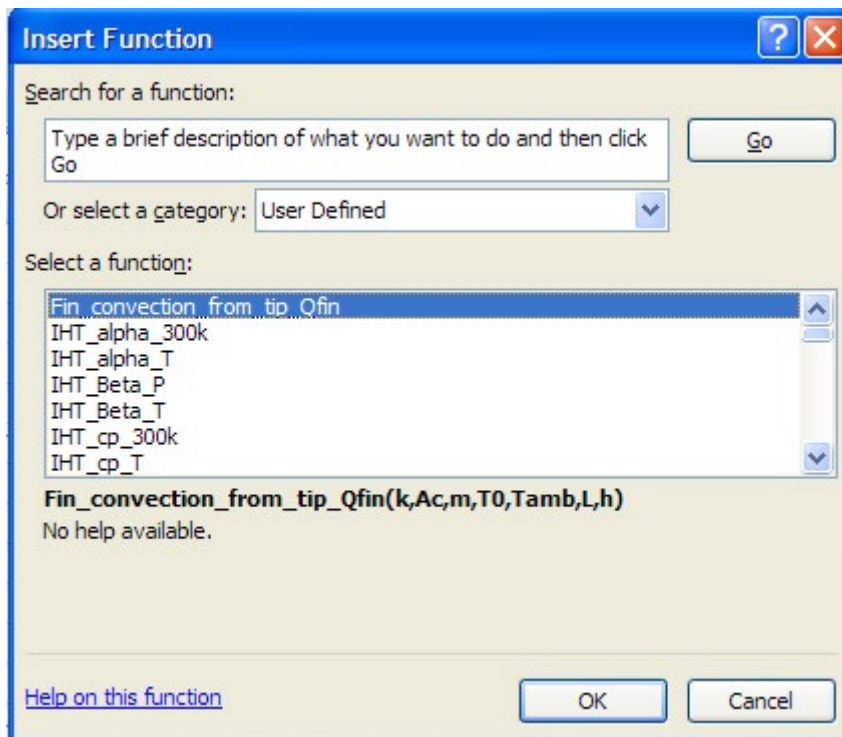 Insert Function
Search for a function:
Type a brief description of what you want to do and then click
Go
Go
Or select a category: User Defined
Select a function:
Fin_convection_from_tip_Qfin
IHT_alpha_300k
IHT_alpha_T
IHT_Beta_P
IHT_Beta_T
IHT_cp_300k
IHT_cp_T
Fin_convection_from_tip_Qfin(k,Ac,m,T0,Tamb,L,h)
No help available.
Help on this function
OK
Cancel